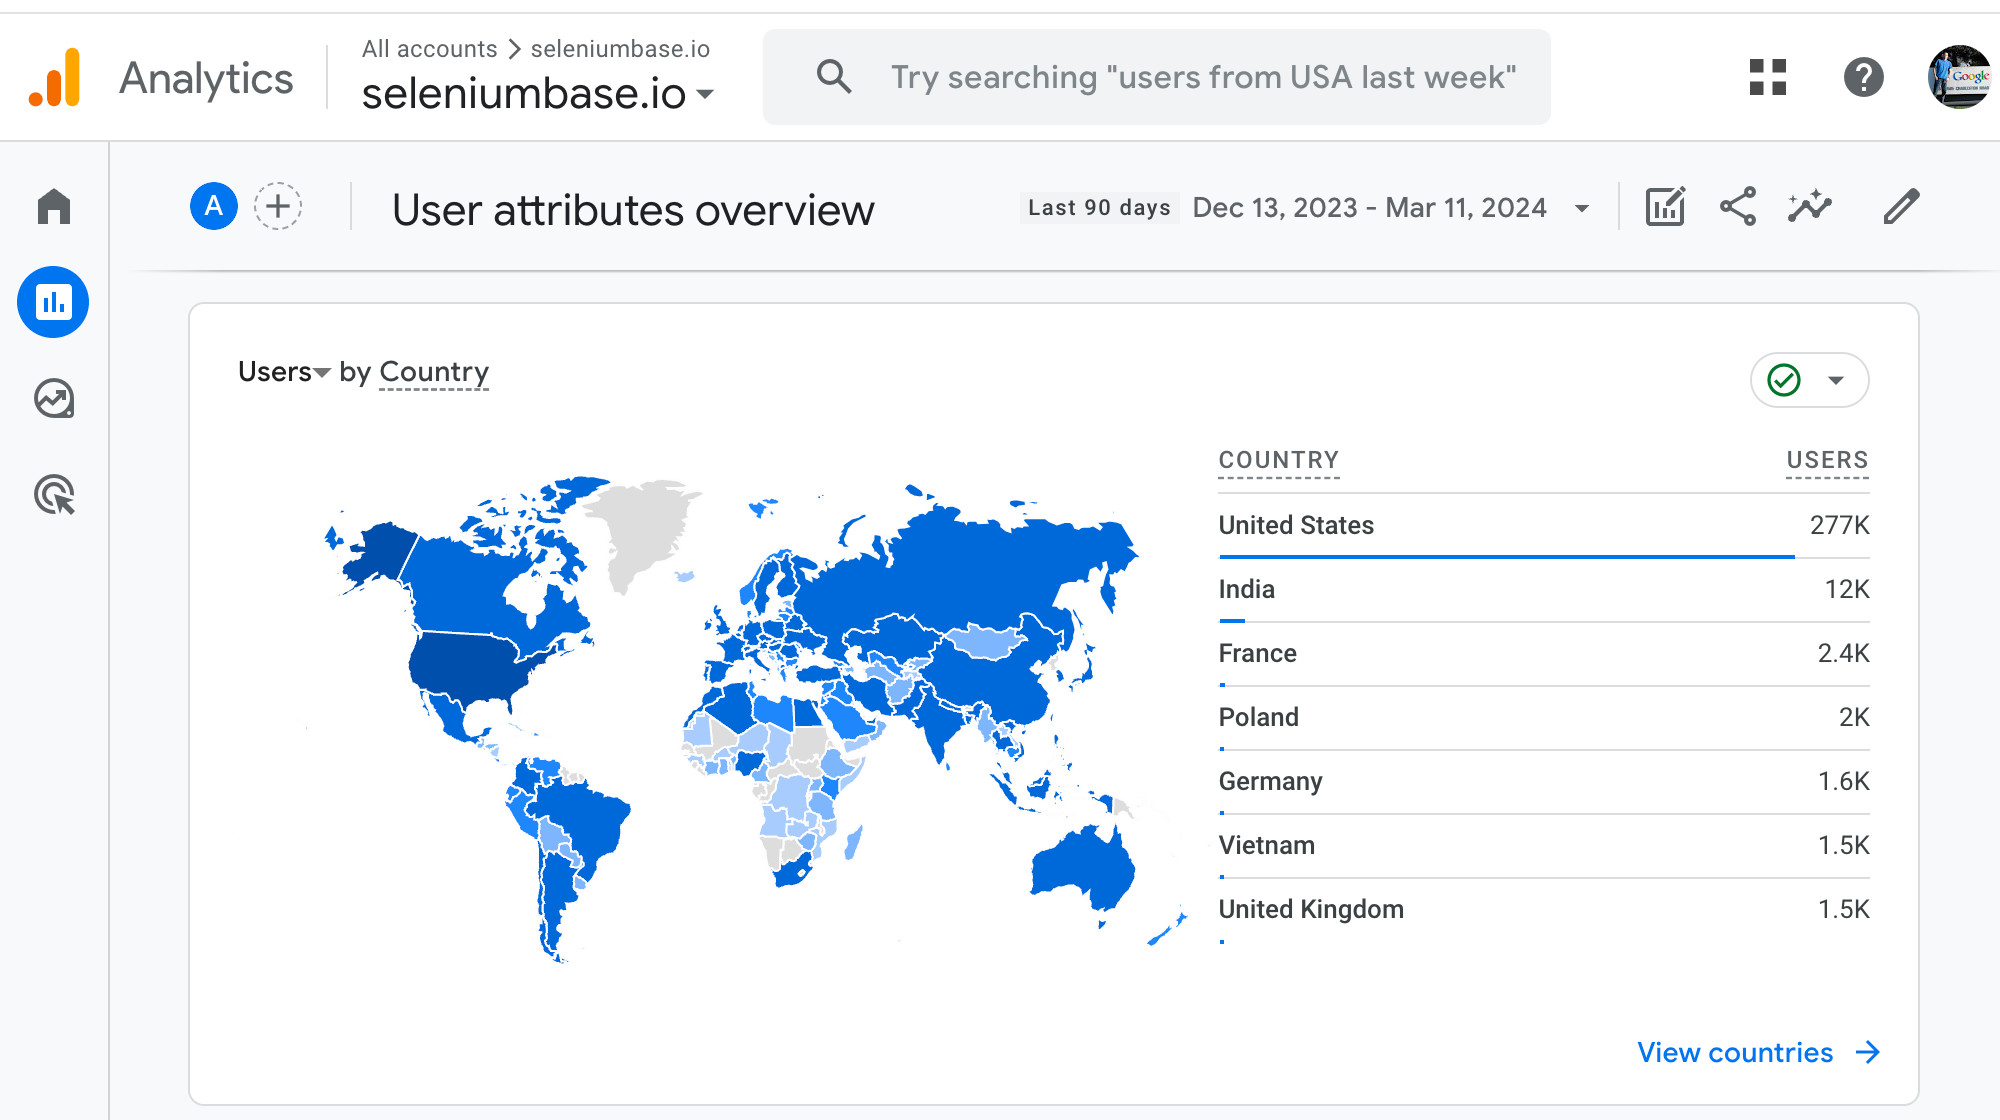 Analytics
All accounts > seleniumbase.io
seleniumbase.io
Try searching "users from USA last week"
Google
A
User attributes overview
Last 90 days Dec 13, 2023 - Mar 11, 2024
Users by Country
COUNTRY USERS
United States 277K
India 12K
France 2.4K
Poland 2K
Germany 1.6K
Vietnam 1.5K
United Kingdom 1.5K
View countries